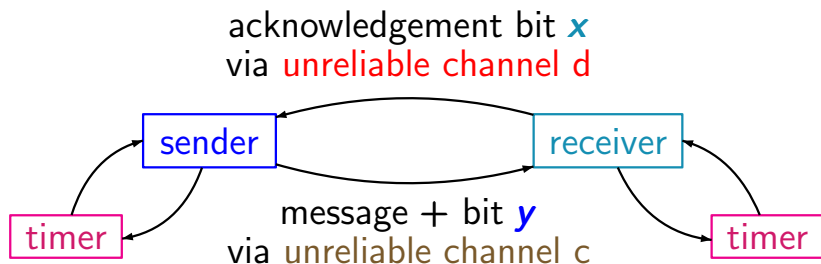 acknowledgement bit x
via unreliable channel d
sender
receiver
timer
message + bit y
via unreliable channel c
timer